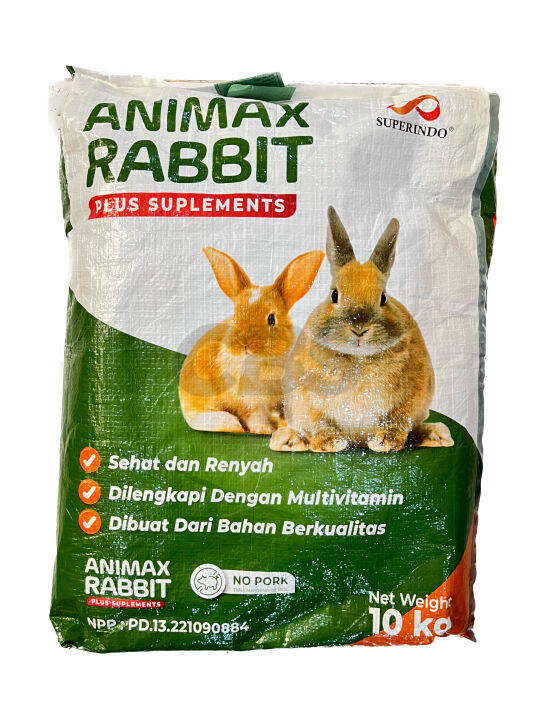 ANIMAX
RABBIT
PLUS SUPLEMENTS
SUPERINDO®
Sehat dan Renyah
Dilengkapi Dengan Multivitamin
Dibuat Dari Bahan Berkualitas
ANIMAX
RABBIT
PLUS SUPLEMENTS
NO PORK
NPP : PD.13.221090884
Net Weight
10 kg